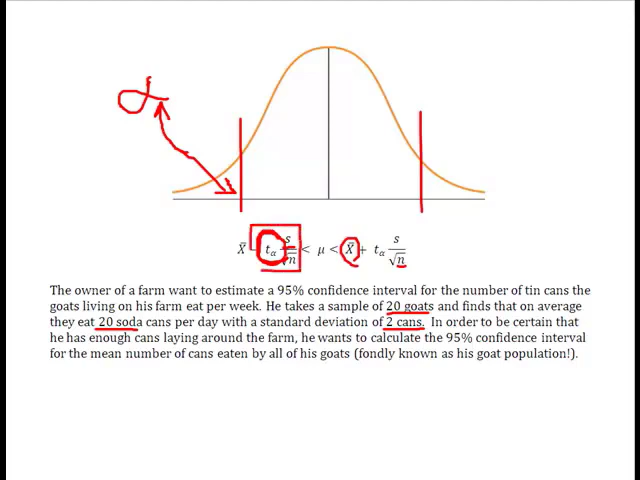 α
X̄ − tα s/√n < μ < X̄ + tα s/√n
The owner of a farm want to estimate a 95% confidence interval for the number of tin cans the
goats living on his farm eat per week. He takes a sample of 20 goats and finds that on average
they eat 20 soda cans per day with a standard deviation of 2 cans. In order to be certain that
he has enough cans laying around the farm, he wants to calculate the 95% confidence interval
for the mean number of cans eaten by all of his goats (fondly known as his goat population!).